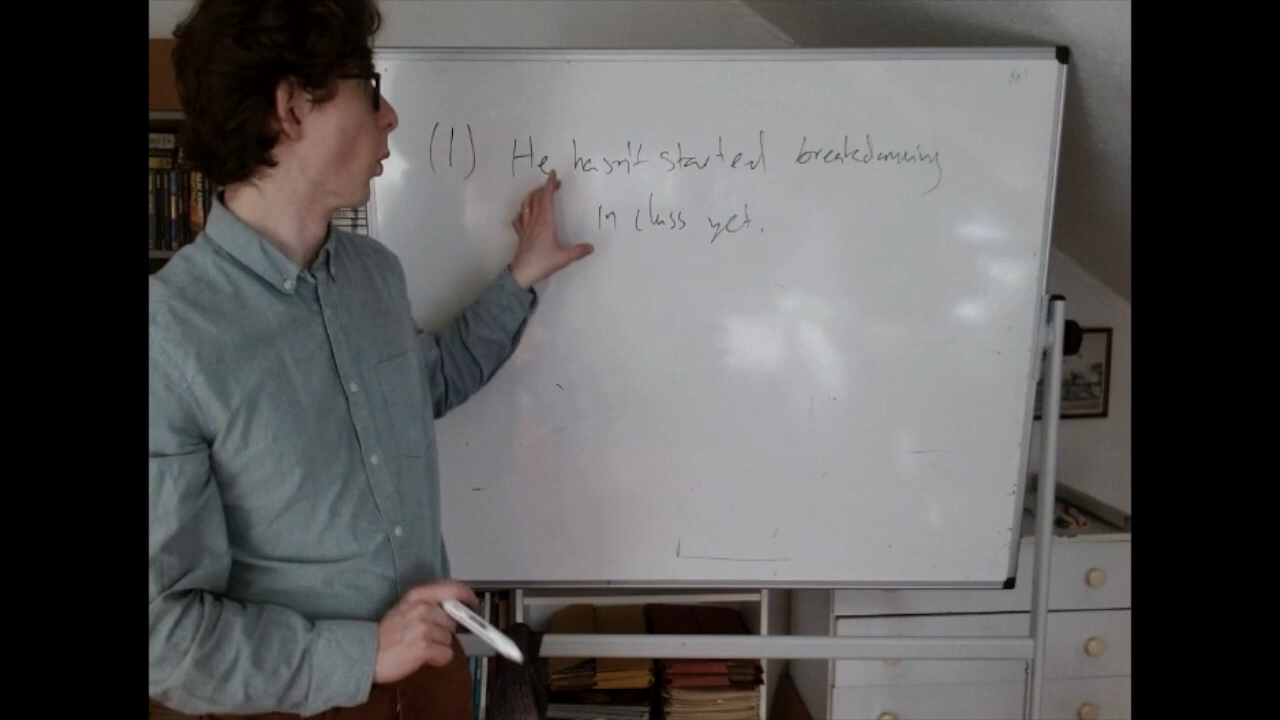 (1) He hasn't started breakdancing
in class yet.